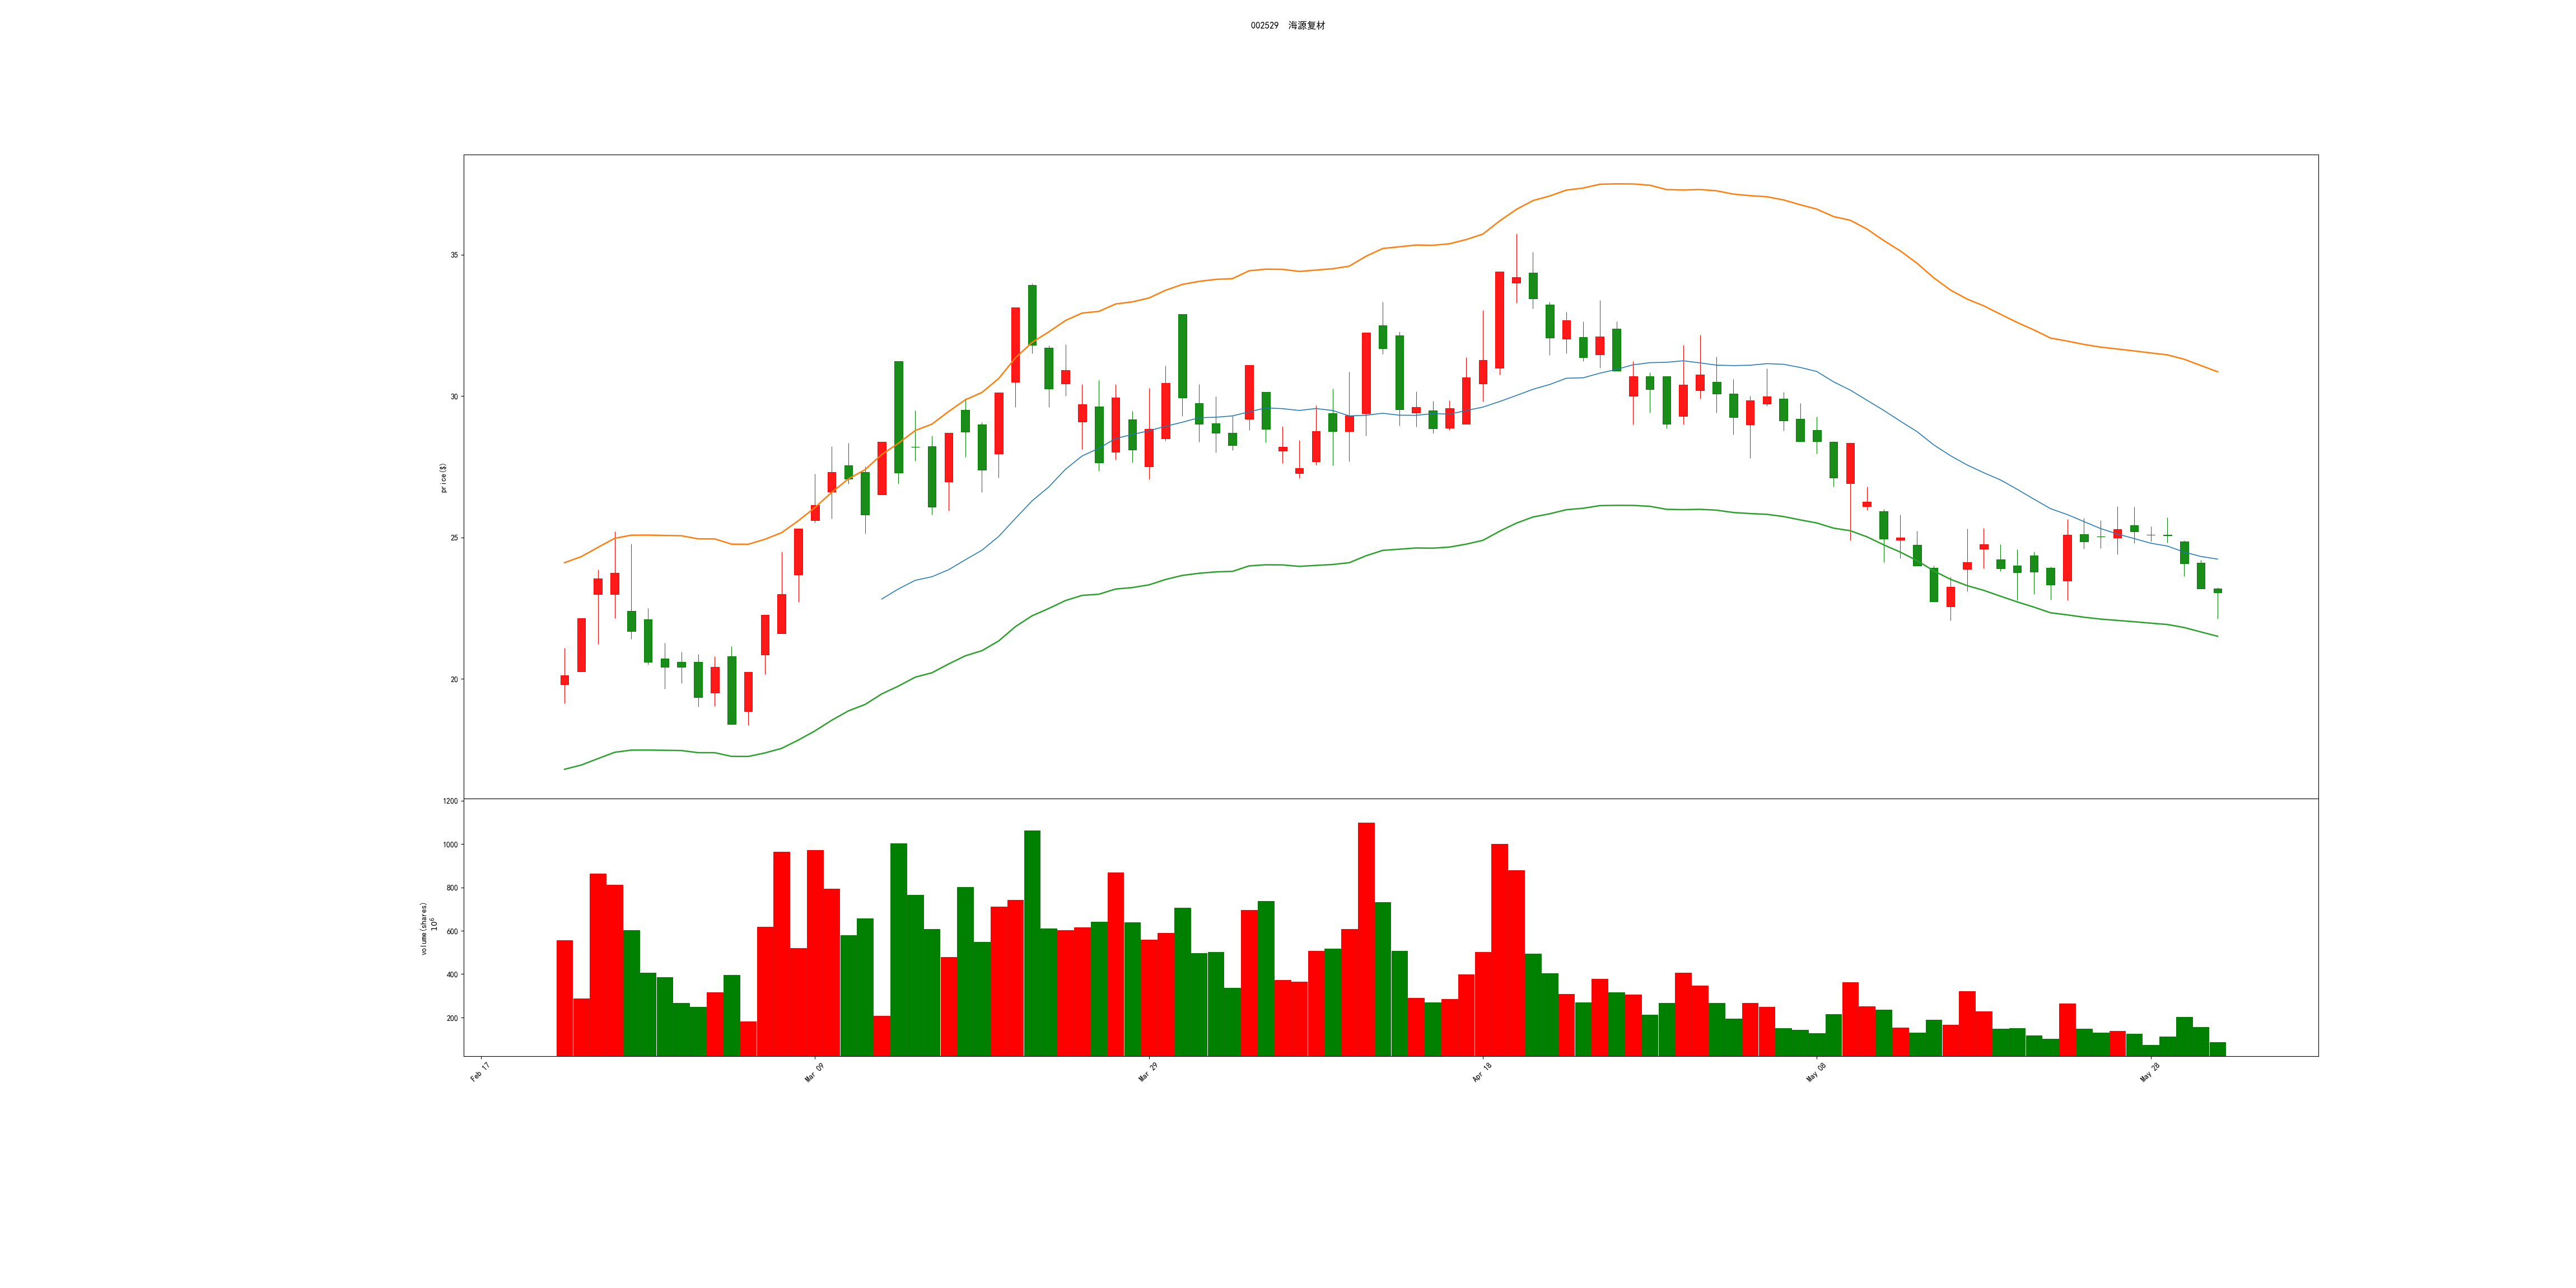 002529 海源复材
35
30
25
20
price($)
1200
1000
800
600
400
200
volume(shares)
10^6
Feb 17
Mar 09
Mar 29
Apr 18
May 08
May 28